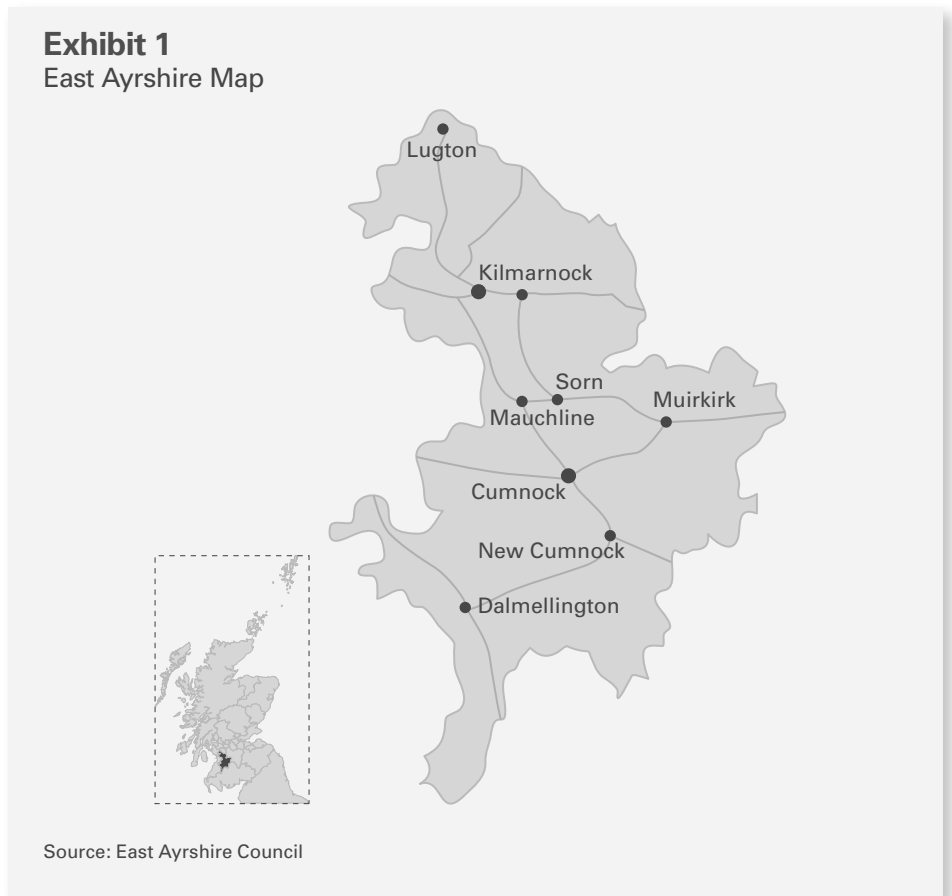 Exhibit 1
East Ayrshire Map
Lugton
Kilmarnock
Sorn
Muirkirk
Mauchline
Cumnock
New Cumnock
Dalmellington
Source: East Ayrshire Council